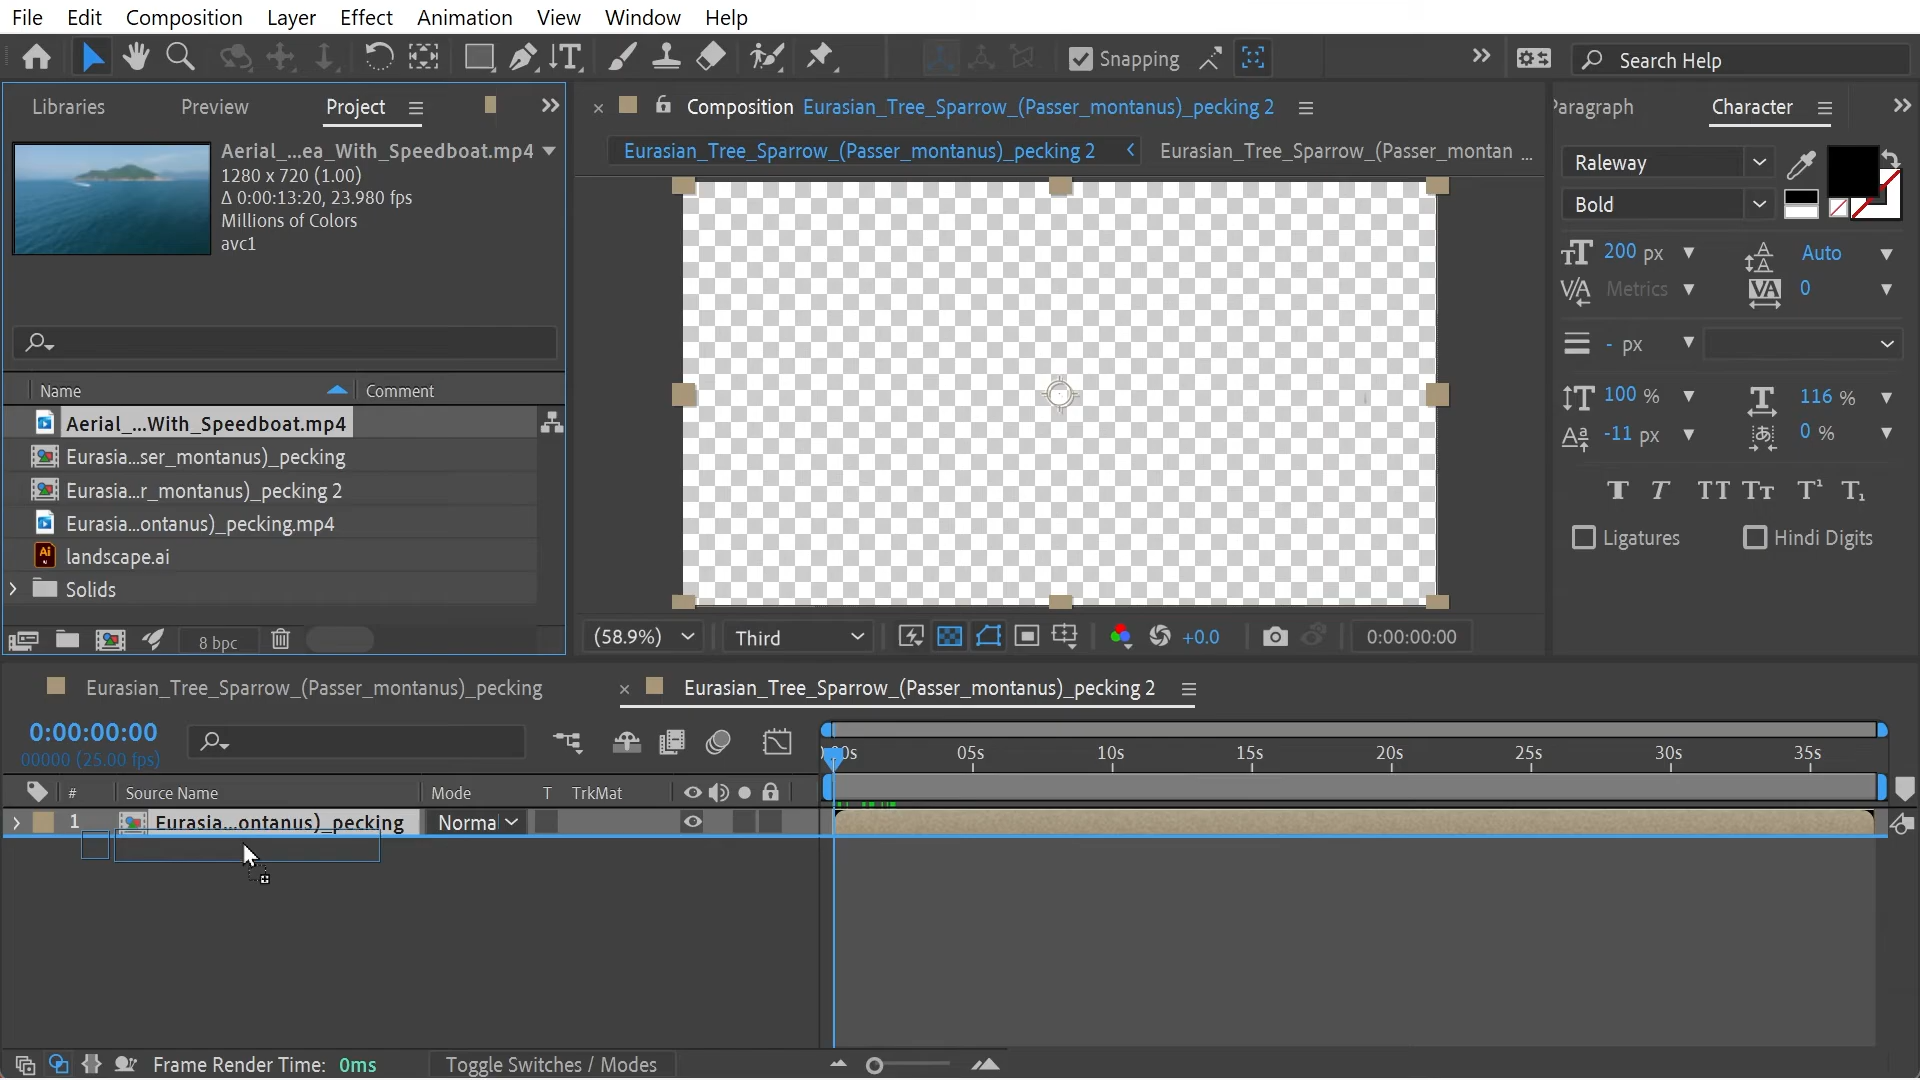 File Edit Composition Layer Effect Animation View Window Help
Snapping
Search Help
Libraries Preview Project
Aerial_...ea_With_Speedboat.mp4
1280 x 720 (1.00)
Δ 0:00:13:20, 23.980 fps
Millions of Colors
avc1
Name Comment
Aerial_...With_Speedboat.mp4
Eurasia...ser_montanus)_pecking
Eurasia...r_montanus)_pecking 2
Eurasia...ontanus)_pecking.mp4
landscape.ai
Solids
8 bpc
Composition Eurasian_Tree_Sparrow_(Passer_montanus)_pecking 2
Eurasian_Tree_Sparrow_(Passer_montanus)_pecking 2 Eurasian_Tree_Sparrow_(Passer_montan ...
(58.9%) Third +0.0 0:00:00:00
Paragraph Character
Raleway
Bold
200 px Auto
Metrics 0
- px
100 % 116 %
-11 px 0 %
Ligatures Hindi Digits
Eurasian_Tree_Sparrow_(Passer_montanus)_pecking Eurasian_Tree_Sparrow_(Passer_montanus)_pecking 2
0:00:00:00
00000 (25.00 fps)
05s 10s 15s 20s 25s 30s 35s
# Source Name Mode T TrkMat
1 Eurasia...ontanus)_pecking Norma
Frame Render Time: 0ms Toggle Switches / Modes